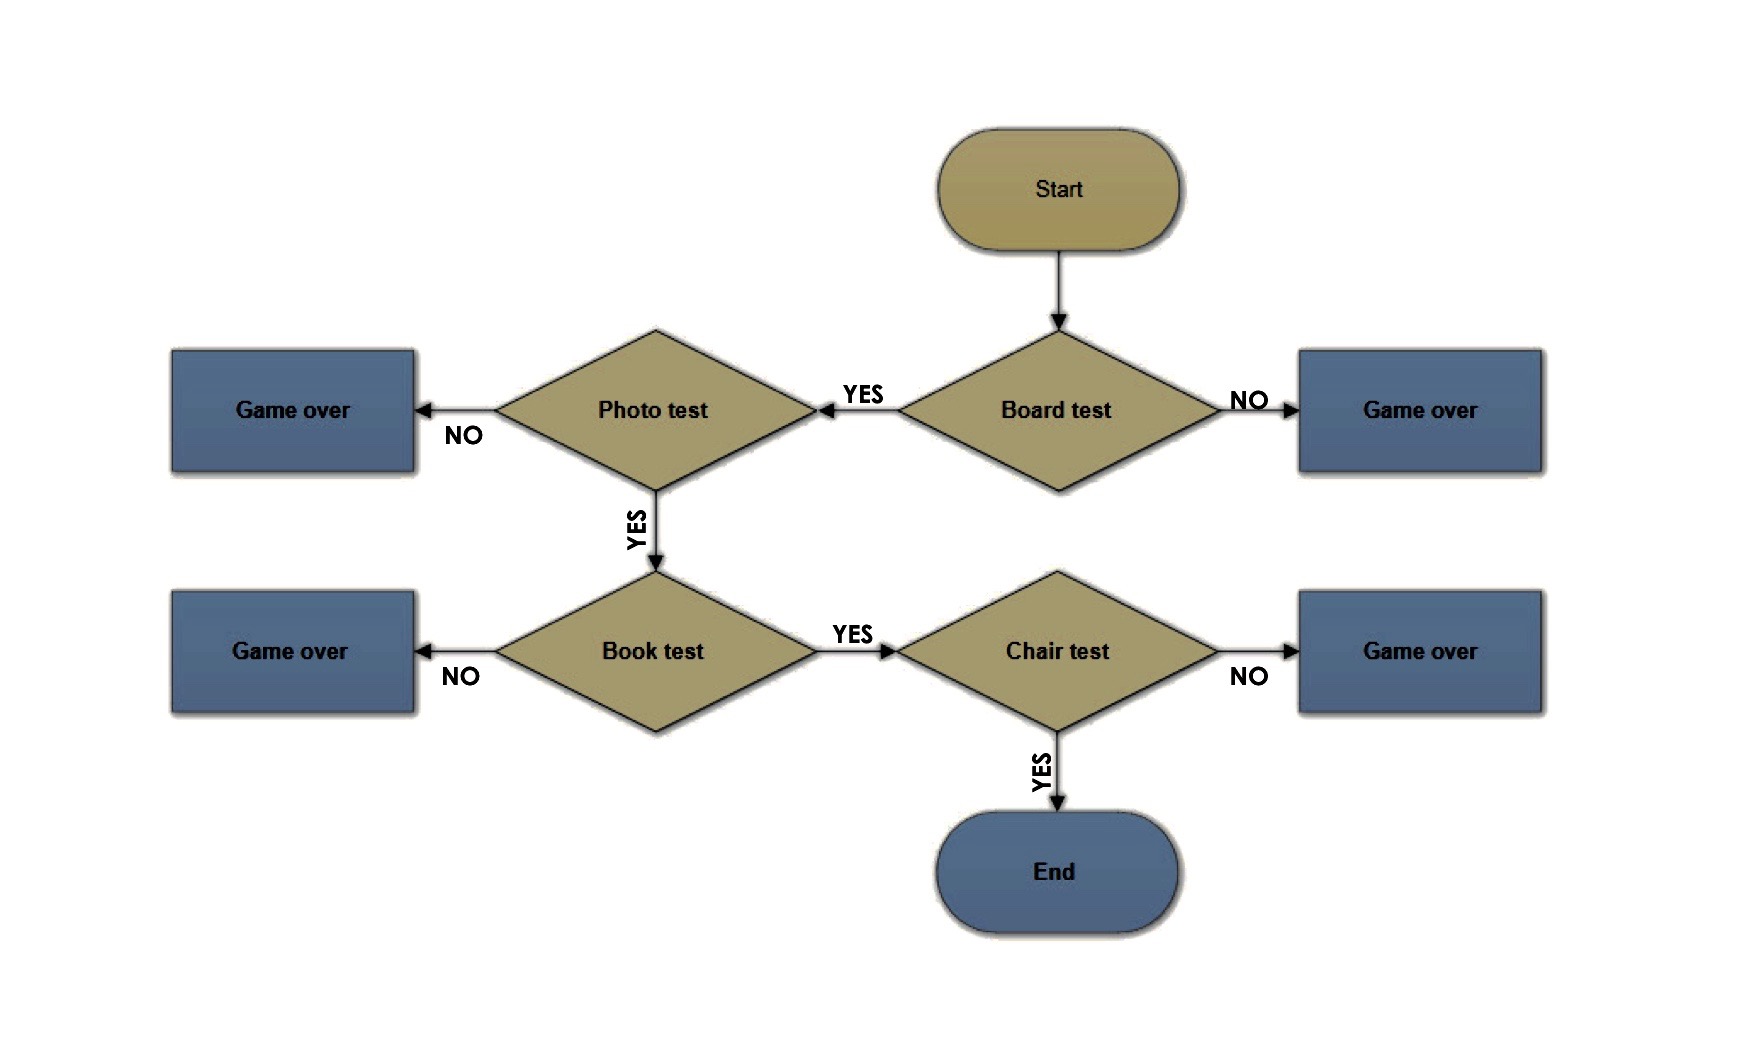 Start
Game over
NO
Photo test
YES
Board test
NO
Game over
YES
Game over
NO
Book test
YES
Chair test
NO
Game over
YES
End